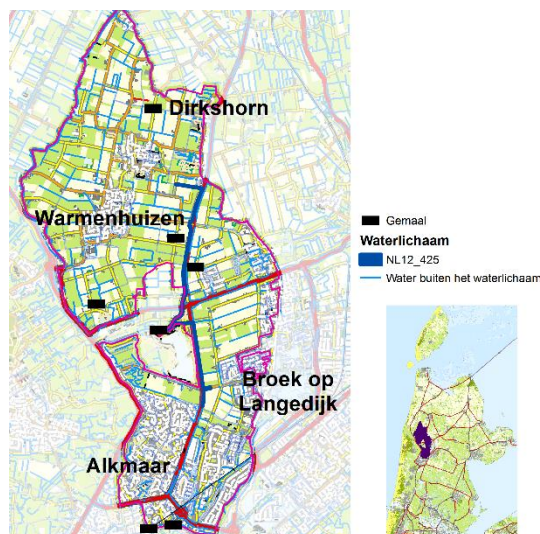 Dirkshorn
Warmenhuizen
Broek op
Langedijk
Alkmaar
Gemaal
Waterlichaam
NL12_425
Water buiten het waterlichaam